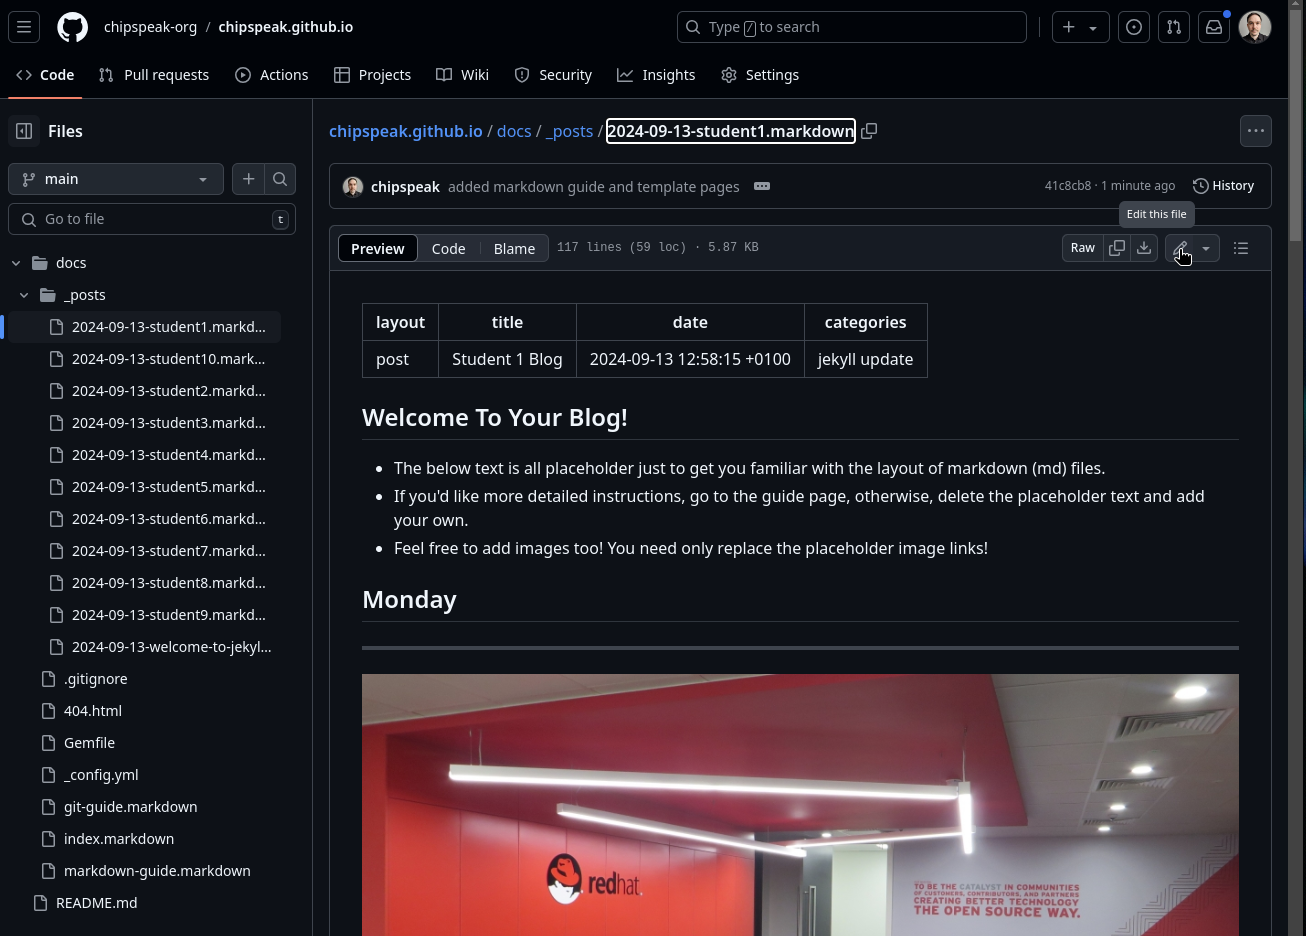 chipspeak-org / chipspeak.github.io
Type / to search
Code
Pull requests
Actions
Projects
Wiki
Security
Insights
Settings
Files
main
Go to file
t
docs
_posts
2024-09-13-student1.markd...
2024-09-13-student10.mark...
2024-09-13-student2.markd...
2024-09-13-student3.markd...
2024-09-13-student4.markd...
2024-09-13-student5.markd...
2024-09-13-student6.markd...
2024-09-13-student7.markd...
2024-09-13-student8.markd...
2024-09-13-student9.markd...
2024-09-13-welcome-to-jekyl...
.gitignore
404.html
Gemfile
_config.yml
git-guide.markdown
index.markdown
markdown-guide.markdown
README.md
chipspeak.github.io / docs / _posts / 2024-09-13-student1.markdown
chipspeak added markdown guide and template pages
41c8cb8 · 1 minute ago
History
Edit this file
Preview
Code
Blame
117 lines (59 loc) · 5.87 KB
Raw
layout title date categories
post Student 1 Blog 2024-09-13 12:58:15 +0100 jekyll update
Welcome To Your Blog!
• The below text is all placeholder just to get you familiar with the layout of markdown (md) files.
• If you'd like more detailed instructions, go to the guide page, otherwise, delete the placeholder text and add
your own.
• Feel free to add images too! You need only replace the placeholder image links!
Monday
redhat.
TO BE THE CATALYST IN COMMUNITIES
OF CUSTOMERS, CONTRIBUTORS, AND PARTNERS
CREATING BETTER TECHNOLOGY
THE OPEN SOURCE WAY.